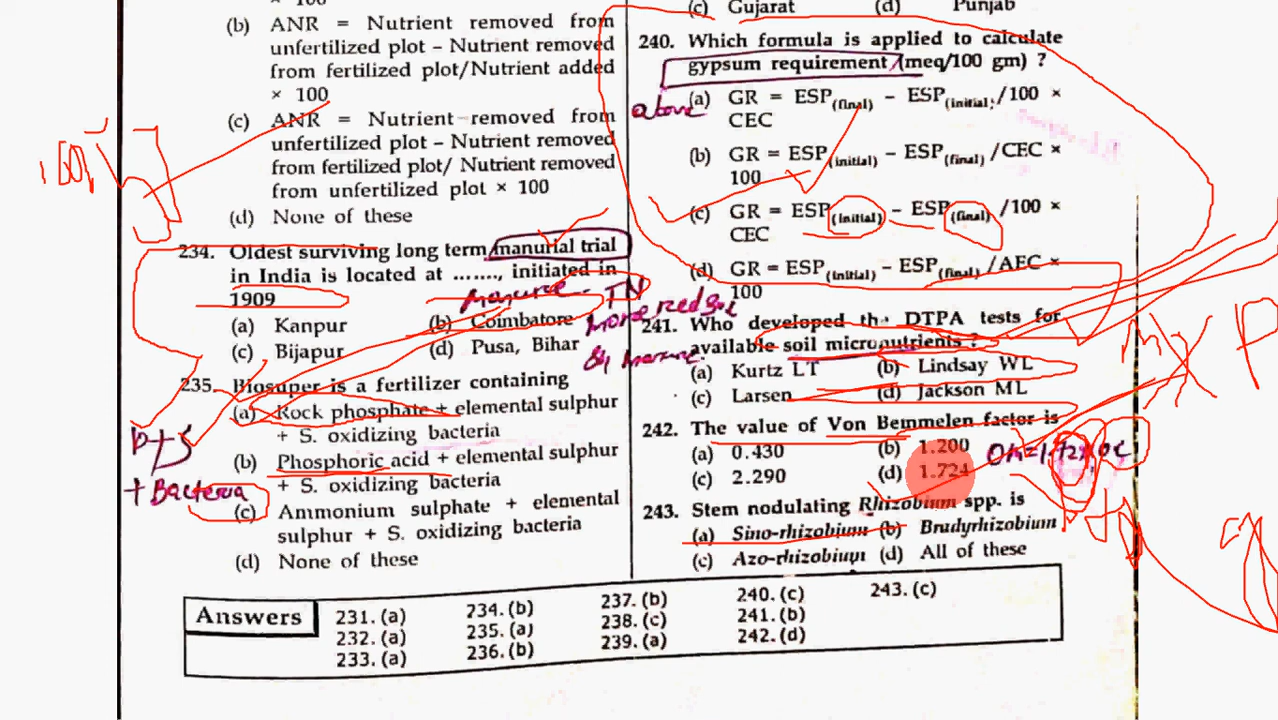 × 100
(b) ANR = Nutrient removed from
unfertilized plot – Nutrient removed
from fertilized plot/Nutrient added
× 100
(c) ANR = Nutrient removed from
unfertilized plot – Nutrient removed
from fertilized plot/ Nutrient removed
from unfertilized plot × 100
(d) None of these
234. Oldest surviving long term manurial trial
in India is located at ......., initiated in
1909
Manure - TN
(a) Kanpur (b) Coimbatore
(c) Bijapur (d) Pusa, Bihar
235. Biosuper is a fertilizer containing
(a) Rock phosphate + elemental sulphur
+ S. oxidizing bacteria
P+S
+ Bacteria
(b) Phosphoric acid + elemental sulphur
+ S. oxidizing bacteria
(c) Ammonium sulphate + elemental
sulphur + S. oxidizing bacteria
(d) None of these
(c) Gujarat (d) Punjab
240. Which formula is applied to calculate
gypsum requirement (meq/100 gm) ?
above
(a) GR = ESP(final) – ESP(initial)/100 ×
CEC
(b) GR = ESP(initial) – ESP(final) /CEC ×
100
(c) GR = ESP(initial) – ESP(final) /100 ×
CEC
(d) GR = ESP(initial) – ESP(final) /AEC ×
100
More red soil
241. Who developed the DTPA tests for
available soil micronutrients ?
(a) Kurtz LT (b) Lindsay WL
(c) Larsen (d) Jackson ML
242. The value of Von Bemmelen factor is
(a) 0.430 (b) 1.200
(c) 2.290 (d) 1.724
OM=1.72×OC
243. Stem nodulating Rhizobium spp. is
(a) Sino-rhizobium (b) Bradyrhizobium
(c) Azo-rhizobium (d) All of these
Answers
231. (a) 234. (b) 237. (b) 240. (c) 243. (c)
232. (a) 235. (a) 238. (c) 241. (b)
233. (a) 236. (b) 239. (a) 242. (d)